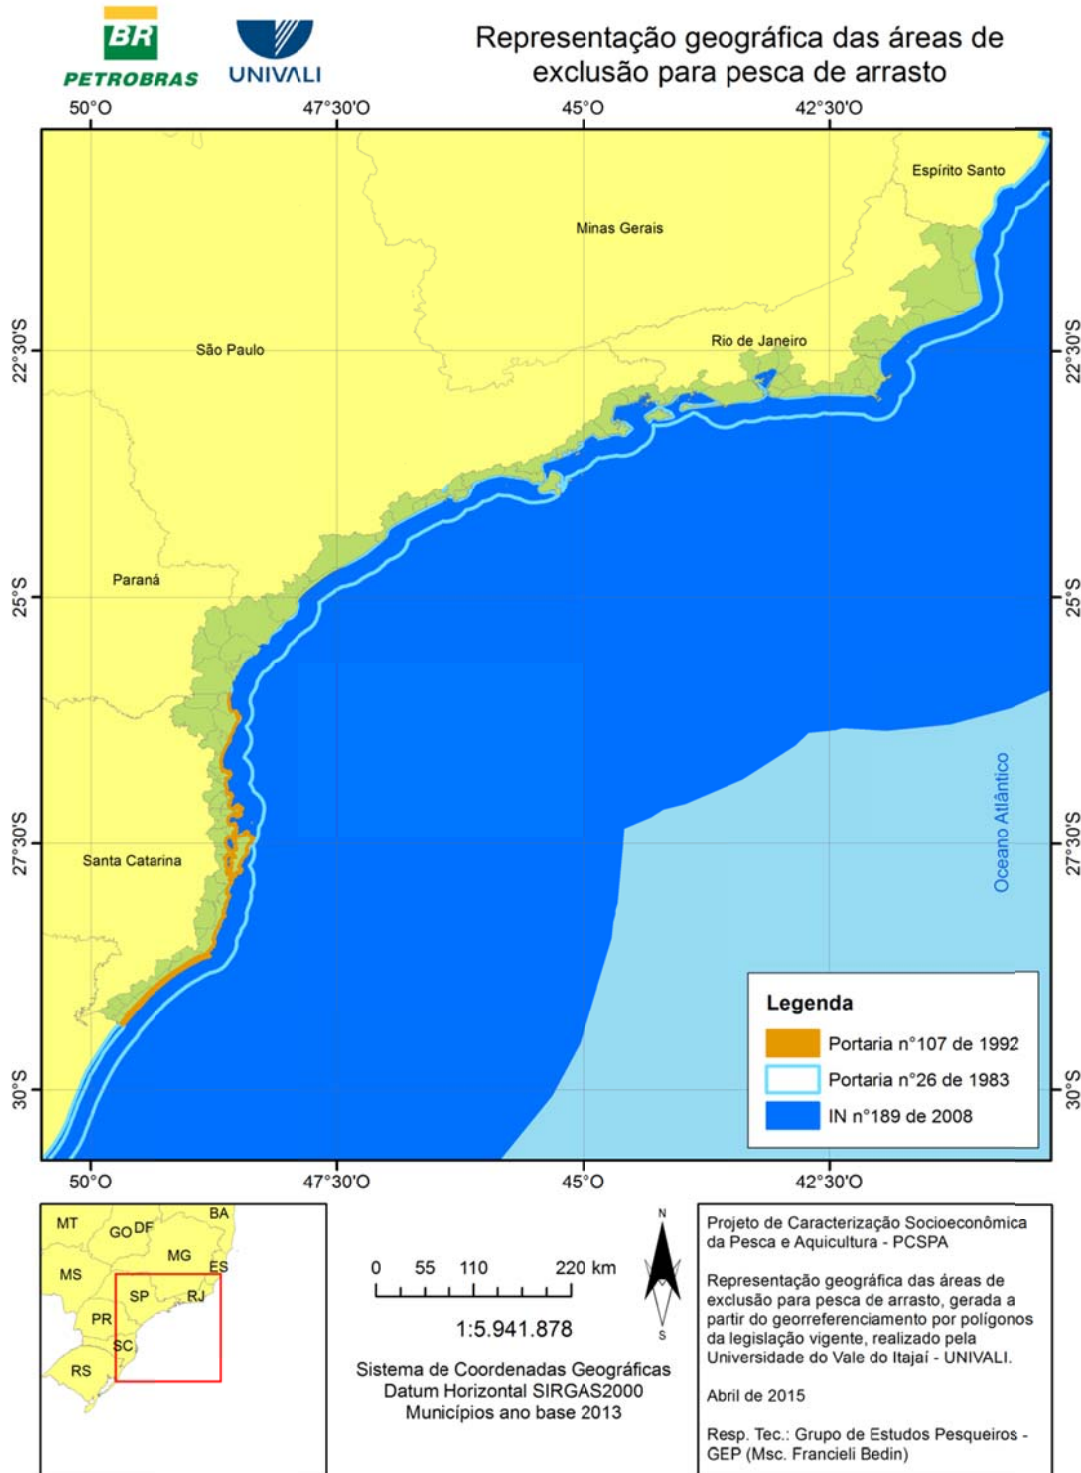 BR
PETROBRAS
UNIVALI
Representação geográfica das áreas de
exclusão para pesca de arrasto
50°O
47°30'O
45°O
42°30'O
Espírito Santo
Minas Gerais
22°30'S
São Paulo
Rio de Janeiro
22°30'S
Paraná
25°S
25°S
Oceano Atlântico
27°30'S
Santa Catarina
27°30'S
Legenda
Portaria n°107 de 1992
Portaria n°26 de 1983
IN n°189 de 2008
30°S
30°S
50°O
47°30'O
45°O
42°30'O
MT
GO
DF
BA
MG
MS
ES
SP
RJ
PR
SC
RS
0 55 110 220 km
1:5.941.878
Sistema de Coordenadas Geográficas
Datum Horizontal SIRGAS2000
Municípios ano base 2013
N
S
Projeto de Caracterização Socioeconômica
da Pesca e Aquicultura - PCSPA
Representação geográfica das áreas de
exclusão para pesca de arrasto, gerada a
partir do georreferenciamento por polígonos
da legislação vigente, realizado pela
Universidade do Vale do Itajaí - UNIVALI.
Abril de 2015
Resp. Tec.: Grupo de Estudos Pesqueiros -
GEP (Msc. Francieli Bedin)